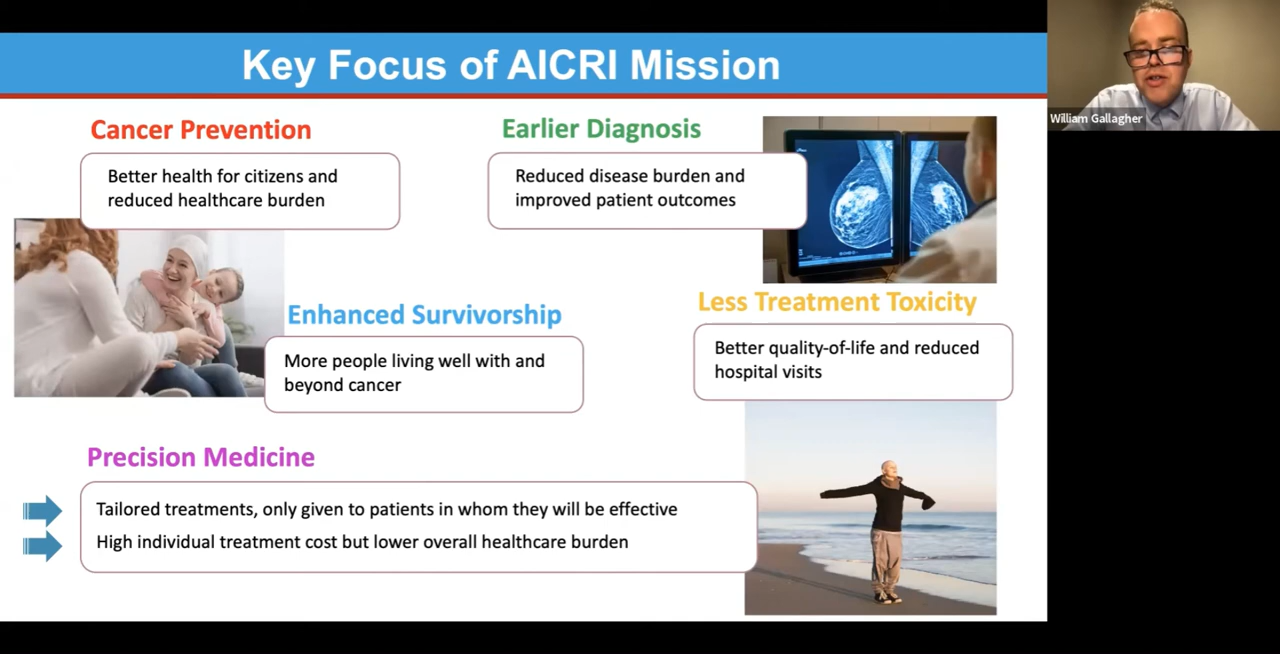 Key Focus of AICRI Mission
William Gallagher
Cancer Prevention
Better health for citizens and
reduced healthcare burden
Earlier Diagnosis
Reduced disease burden and
improved patient outcomes
Enhanced Survivorship
More people living well with and
beyond cancer
Less Treatment Toxicity
Better quality-of-life and reduced
hospital visits
Precision Medicine
Tailored treatments, only given to patients in whom they will be effective
High individual treatment cost but lower overall healthcare burden